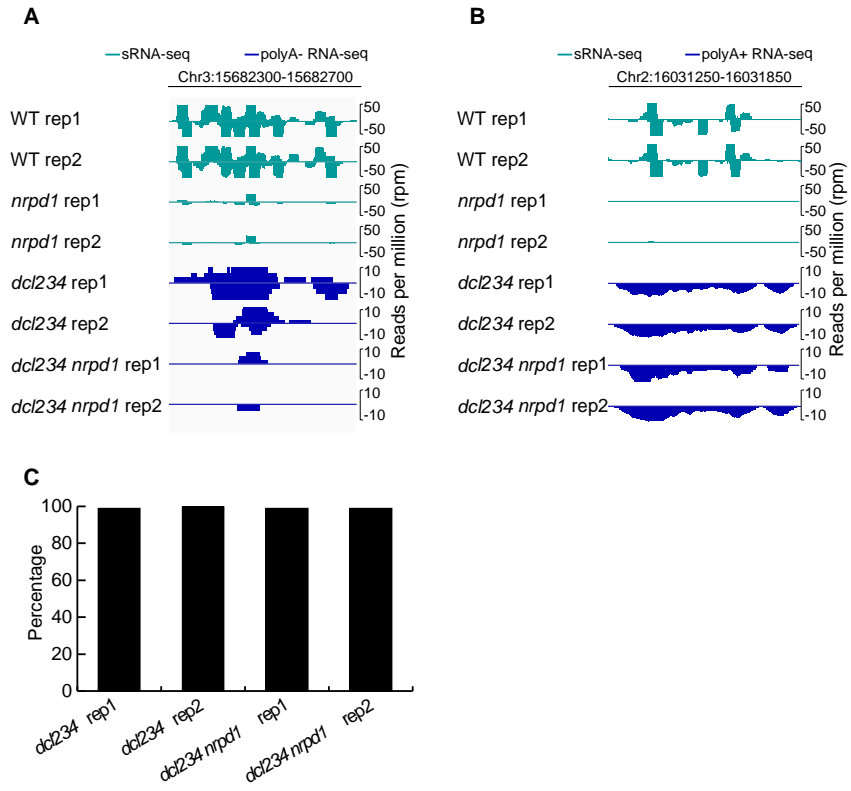 A
sRNA-seq polyA- RNA-seq
Chr3:15682300-15682700
WT rep1
50
-50
WT rep2
50
-50
nrpd1 rep1
50
-50
nrpd1 rep2
50
-50
dcl234 rep1
10
-10
dcl234 rep2
10
-10
dcl234 nrpd1 rep1
10
-10
dcl234 nrpd1 rep2
10
-10
Reads per million (rpm)
B
sRNA-seq polyA+ RNA-seq
Chr2:16031250-16031850
WT rep1
50
-50
WT rep2
50
-50
nrpd1 rep1
50
-50
nrpd1 rep2
50
-50
dcl234 rep1
10
-10
dcl234 rep2
10
-10
dcl234 nrpd1 rep1
10
-10
dcl234 nrpd1 rep2
10
-10
Reads per million (rpm)
C
Percentage
100
80
60
40
20
0
dcl234 rep1
dcl234 rep2
dcl234 nrpd1 rep1
dcl234 nrpd1 rep2